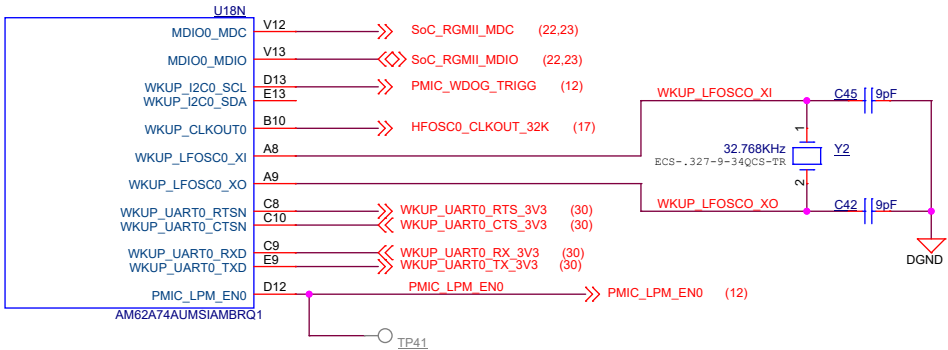 U18N
MDIO0_MDC V12 SoC_RGMII_MDC (22,23)
MDIO0_MDIO V13 SoC_RGMII_MDIO (22,23)
WKUP_I2C0_SCL D13 PMIC_WDOG_TRIGG (12)
WKUP_I2C0_SDA E13
WKUP_LFOSCO_XI C45 9pF
WKUP_CLKOUT0 B10 HFOSC0_CLKOUT_32K (17)
1
WKUP_LFOSC0_XI A8
32.768KHz Y2
ECS-.327-9-34QCS-TR
WKUP_LFOSC0_XO A9
2
WKUP_LFOSCO_XO C42 9pF
WKUP_UART0_RTSN C8 WKUP_UART0_RTS_3V3 (30)
WKUP_UART0_CTSN C10 WKUP_UART0_CTS_3V3 (30)
WKUP_UART0_RXD C9 WKUP_UART0_RX_3V3 (30)
DGND
WKUP_UART0_TXD E9 WKUP_UART0_TX_3V3 (30)
PMIC_LPM_EN0 D12 PMIC_LPM_EN0 PMIC_LPM_EN0 (12)
AM62A74AUMSIAMBRQ1
TP41